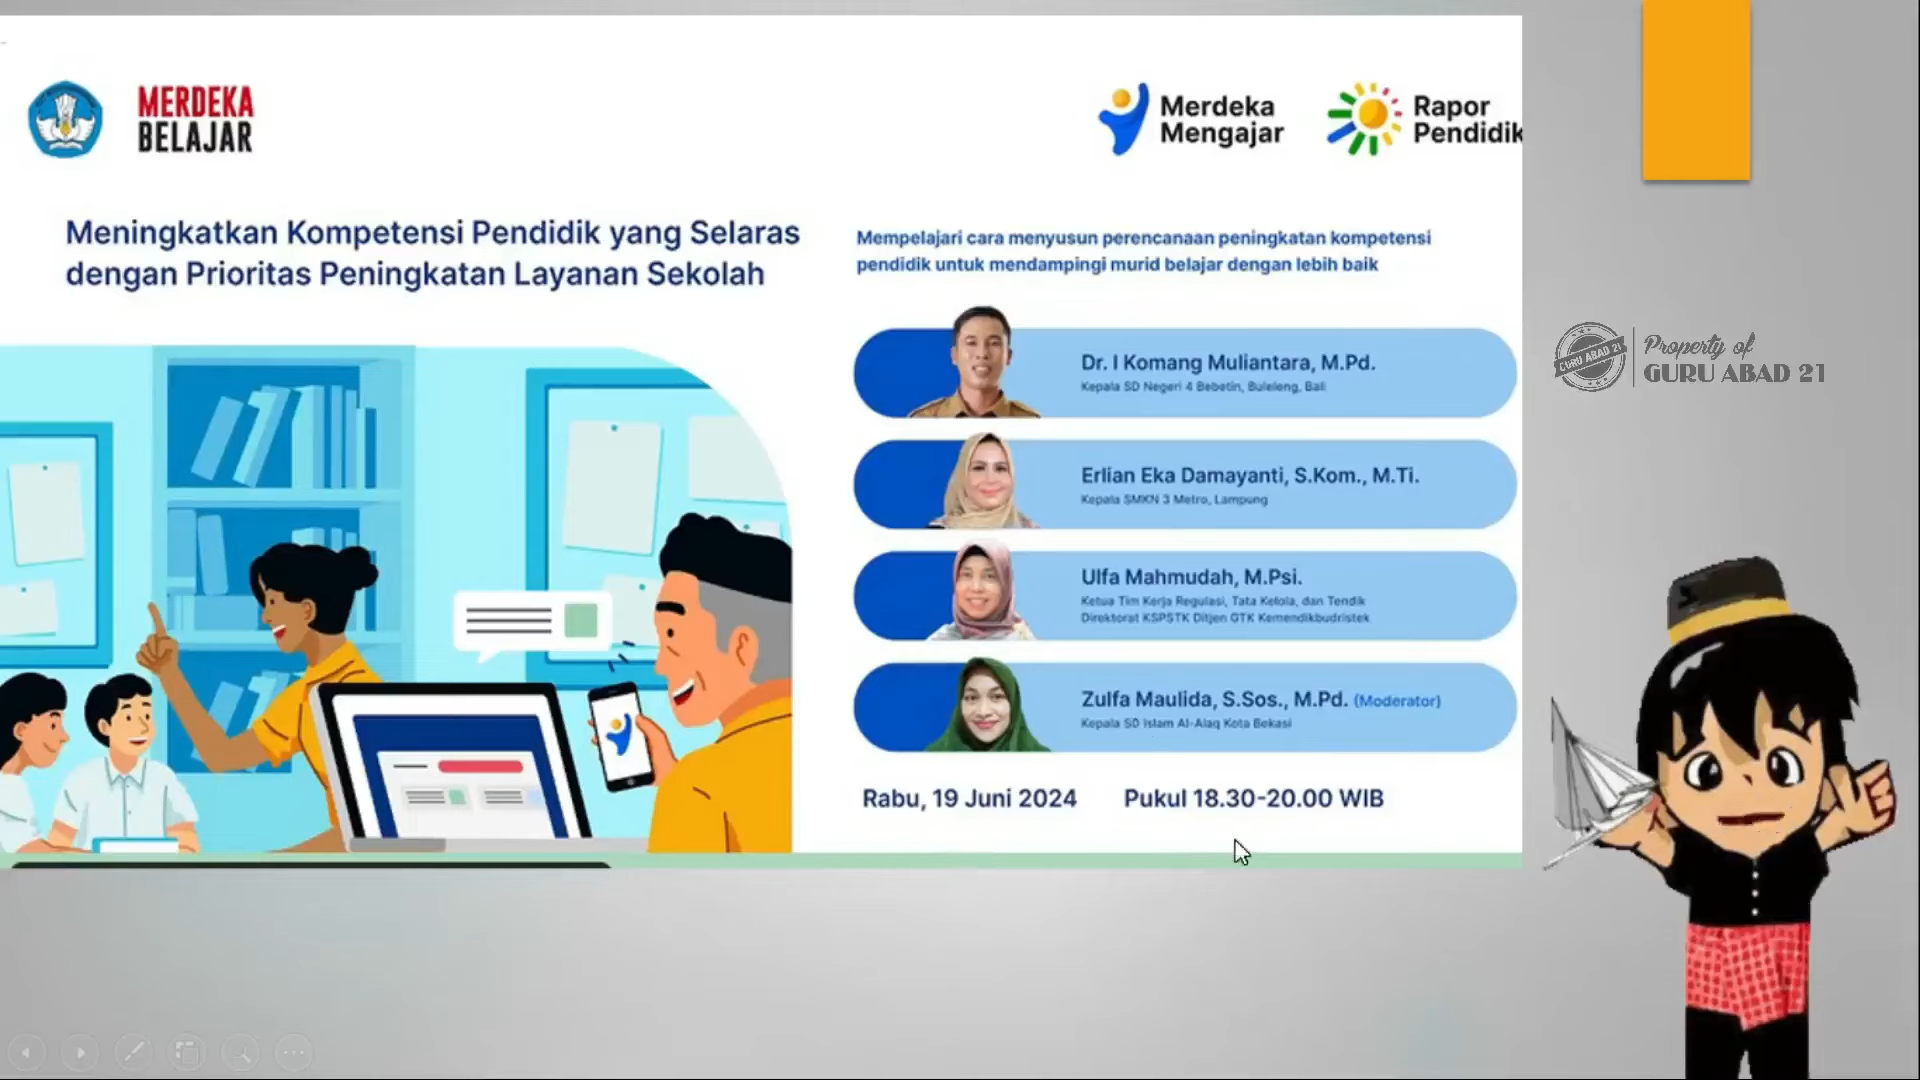 MERDEKA
BELAJAR
Merdeka
Mengajar
Rapor
Pendidik
Meningkatkan Kompetensi Pendidik yang Selaras
dengan Prioritas Peningkatan Layanan Sekolah
Mempelajari cara menyusun perencanaan peningkatan kompetensi
pendidik untuk mendampingi murid belajar dengan lebih baik
Dr. I Komang Muliantara, M.Pd.
Kepala SD Negeri 4 Bebetin, Buleleng, Bali
Erlian Eka Damayanti, S.Kom., M.Ti.
Kepala SMKN 3 Metro, Lampung
Ulfa Mahmudah, M.Psi.
Ketua Tim Kerja Regulasi, Tata Kelola, dan Tendik
Direktorat KSPSTK Ditjen GTK Kemendikbudristek
Zulfa Maulida, S.Sos., M.Pd. (Moderator)
Kepala SD Islam Al-Alaq Kota Bekasi
Rabu, 19 Juni 2024 Pukul 18.30-20.00 WIB
GURU ABAD 21
Property of
GURU ABAD 21